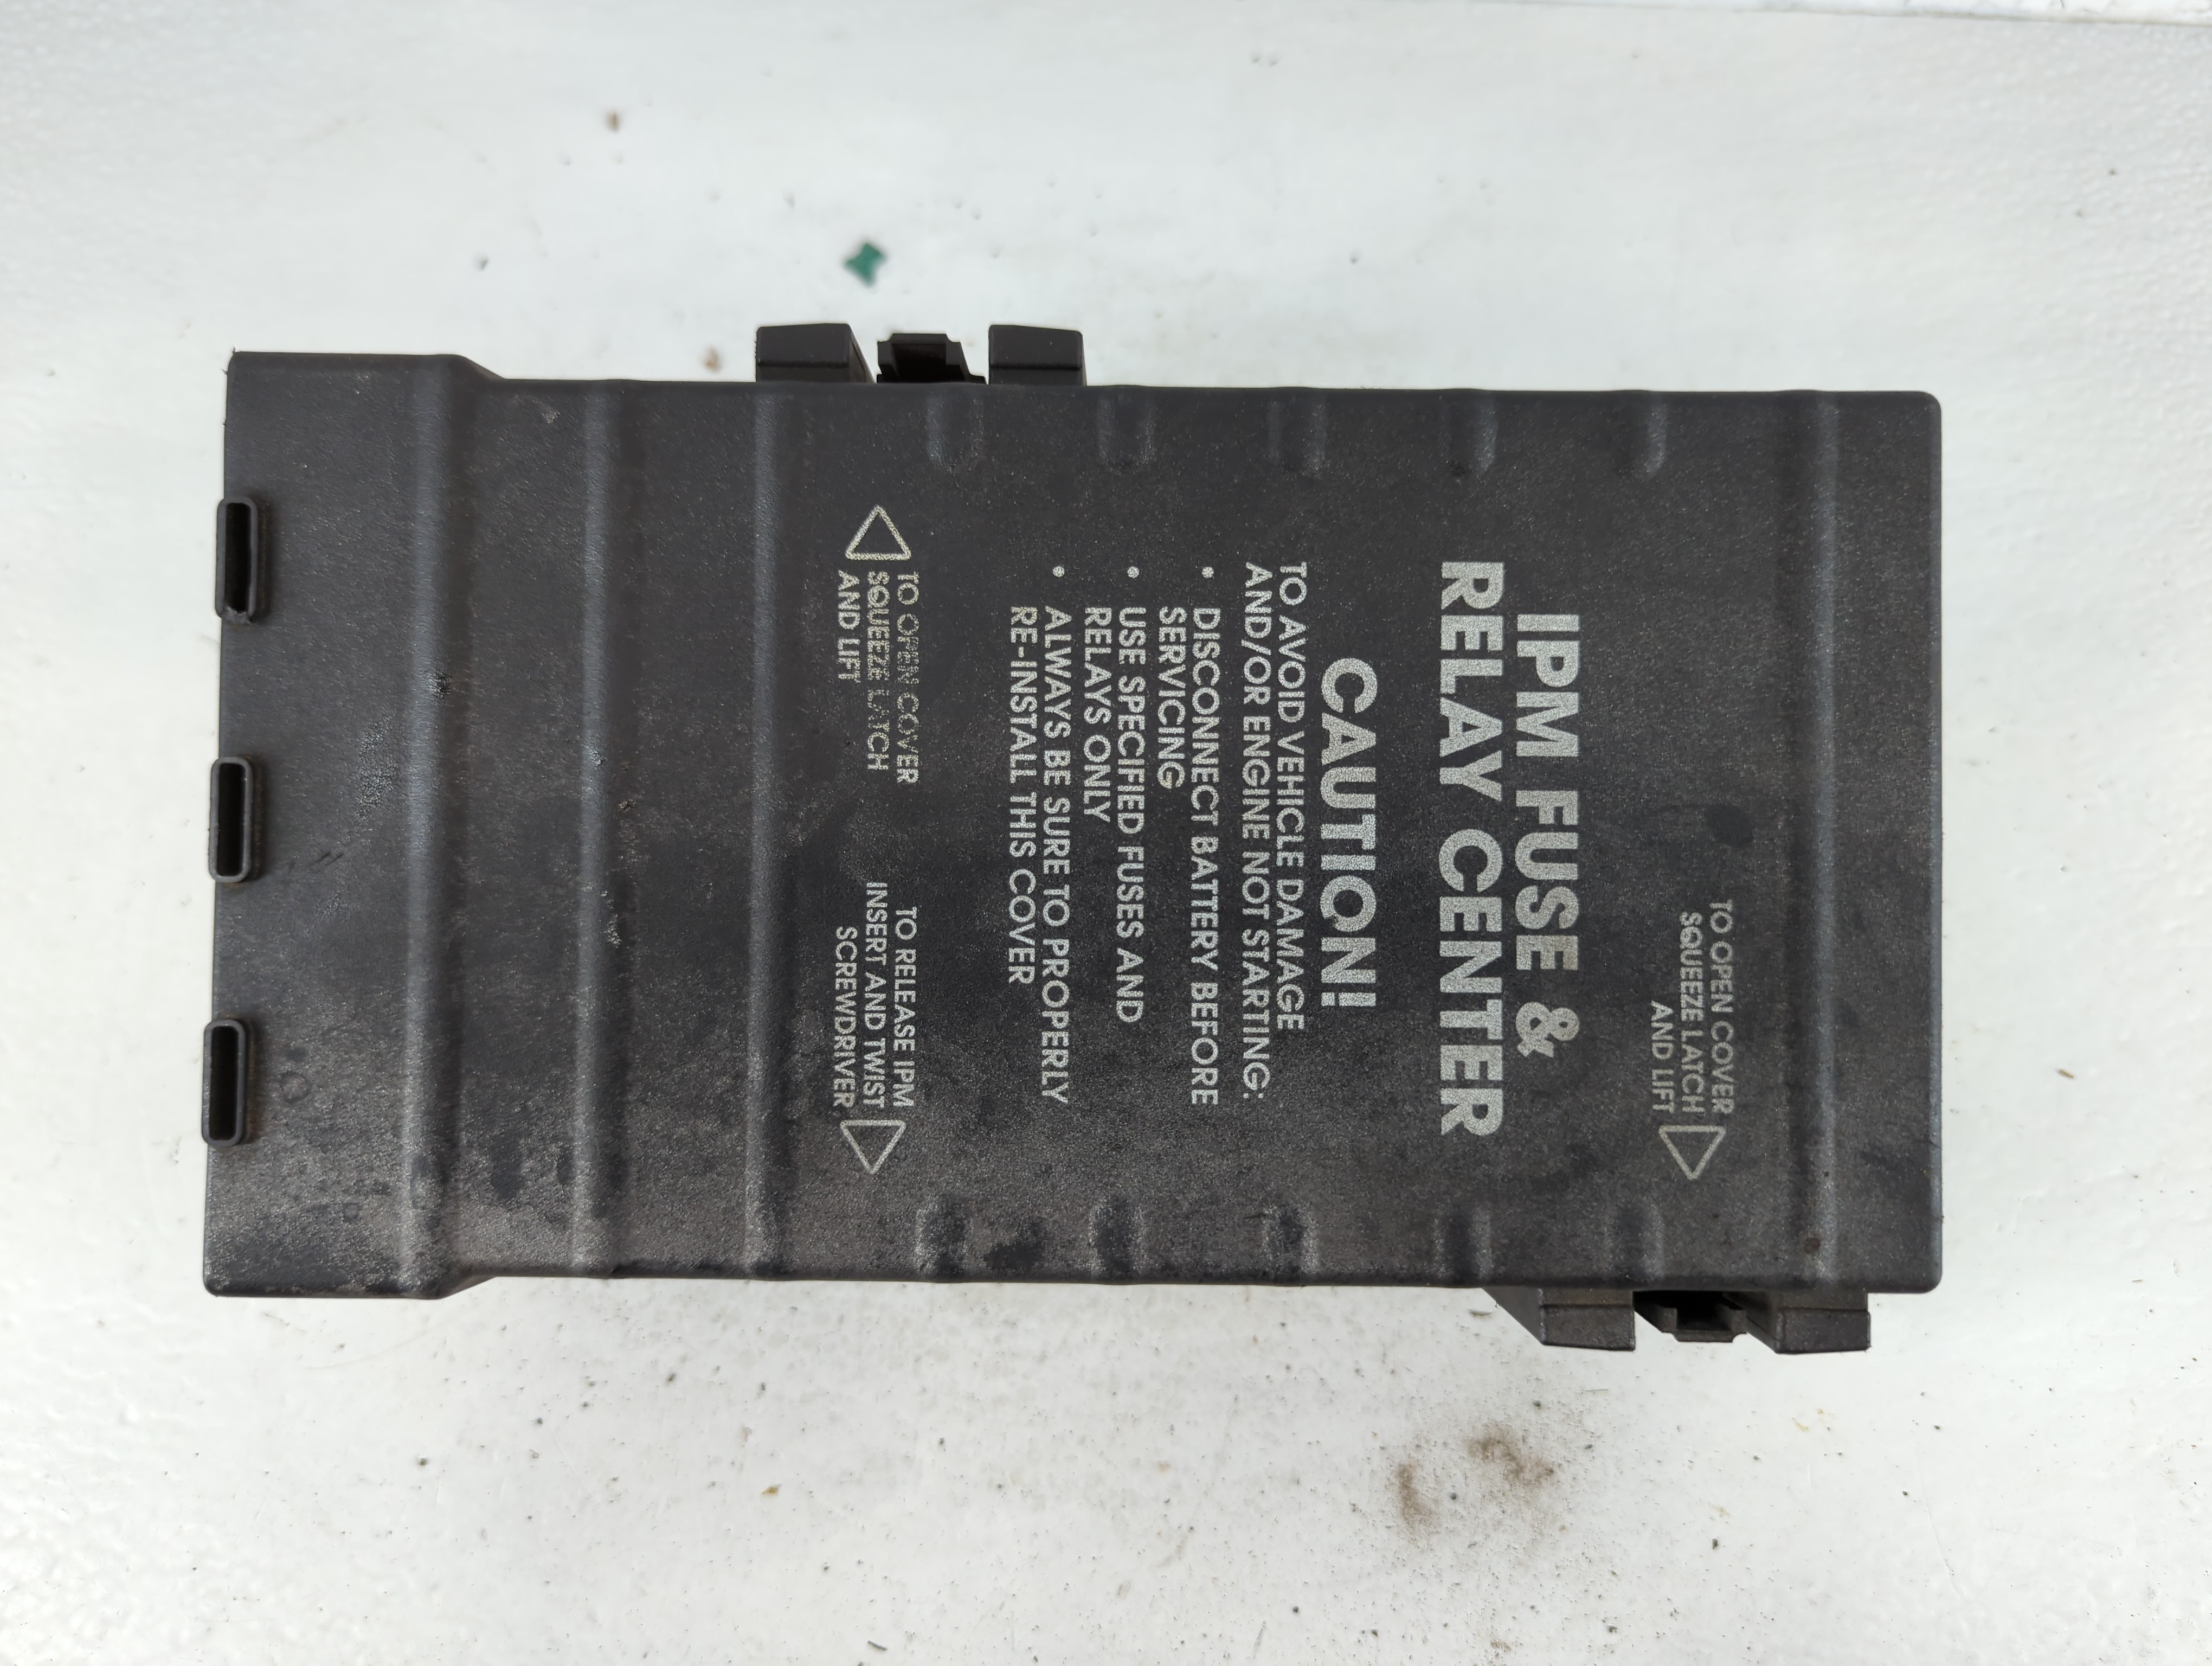 TO OPEN COVER
SQUEEZE LATCH
AND LIFT
IPM FUSE &
RELAY CENTER
CAUTION!
TO AVOID VEHICLE DAMAGE
AND/OR ENGINE NOT STARTING:
• DISCONNECT BATTERY BEFORE
SERVICING
• USE SPECIFIED FUSES AND
RELAYS ONLY
• ALWAYS BE SURE TO PROPERLY
RE-INSTALL THIS COVER
TO OPEN COVER
SQUEEZE LATCH
AND LIFT
TO RELEASE IPM
INSERT AND TWIST
SCREWDRIVER